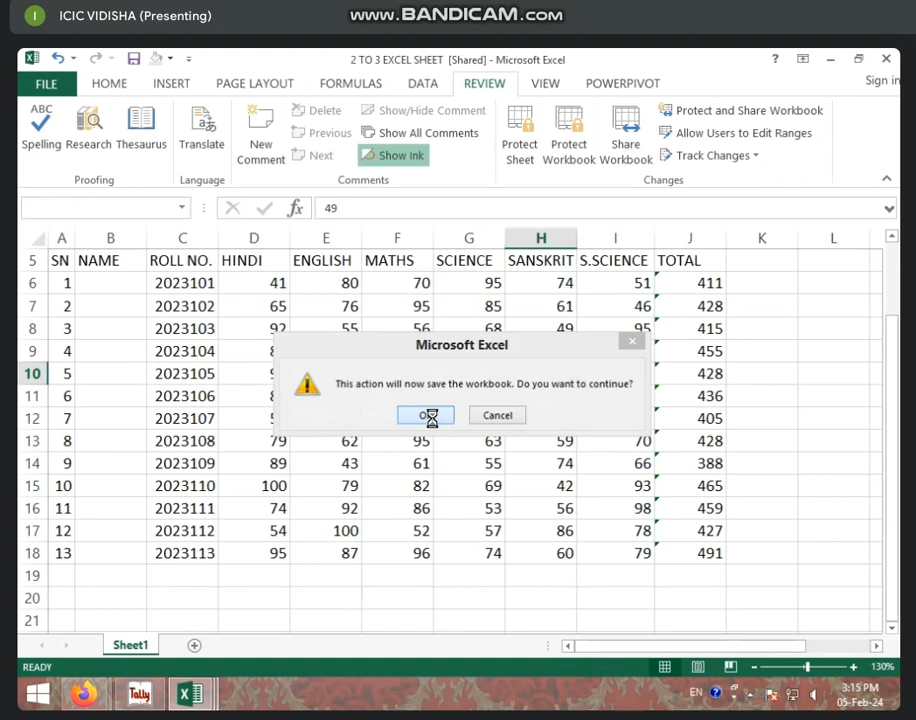 I ICIC VIDISHA (Presenting)
www.BANDICAM.com
2 TO 3 EXCEL SHEET [Shared] - Microsoft Excel
FILE HOME INSERT PAGE LAYOUT FORMULAS DATA REVIEW VIEW POWERPIVOT Sign in
ABC Spelling Research Thesaurus
Proofing
Translate
Language
New Comment
Delete
Previous
Next
Show/Hide Comment
Show All Comments
Show Ink
Comments
Protect Sheet
Protect Workbook
Share Workbook
Protect and Share Workbook
Allow Users to Edit Ranges
Track Changes
Changes
fx 49
A B C D E F G H I J K L
5 SN NAME ROLL NO. HINDI ENGLISH MATHS SCIENCE SANSKRIT S.SCIENCE TOTAL
6 1 2023101 41 80 70 95 74 51 411
7 2 2023102 65 76 95 85 61 46 428
8 3 2023103 92 55 56 68 49 95 415
9 4 2023104 455
10 5 2023105 428
11 6 2023106 436
12 7 2023107 405
13 8 2023108 79 62 95 63 59 70 428
14 9 2023109 89 43 61 55 74 66 388
15 10 2023110 100 79 82 69 42 93 465
16 11 2023111 74 92 86 53 56 98 459
17 12 2023112 54 100 52 57 86 78 427
18 13 2023113 95 87 96 74 60 79 491
19
20
21
Microsoft Excel
This action will now save the workbook. Do you want to continue?
Cancel
Sheet1
READY 130%
Tally EN 3:15 PM
05-Feb-24